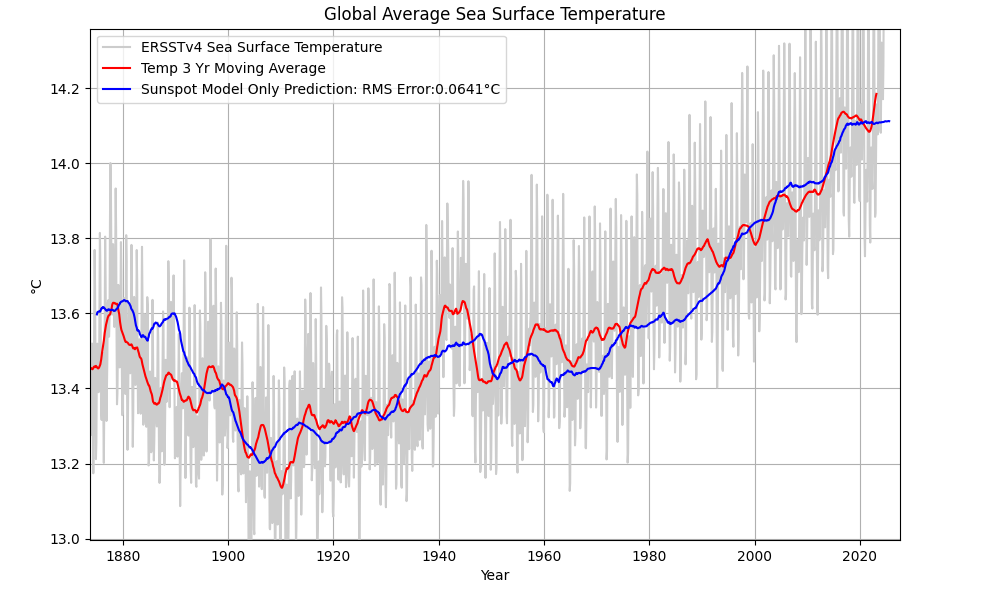 Global Average Sea Surface Temperature
ERSSTv4 Sea Surface Temperature
Temp 3 Yr Moving Average
Sunspot Model Only Prediction: RMS Error:0.0641°C
14.2
14.0
13.8
13.6
13.4
13.2
13.0
°C
1880 1900 1920 1940 1960 1980 2000 2020
Year